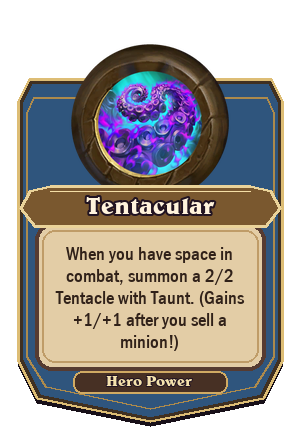 Tentacular
When you have space in
combat, summon a 2/2
Tentacle with Taunt. (Gains
+1/+1 after you sell a
minion!)
Hero Power